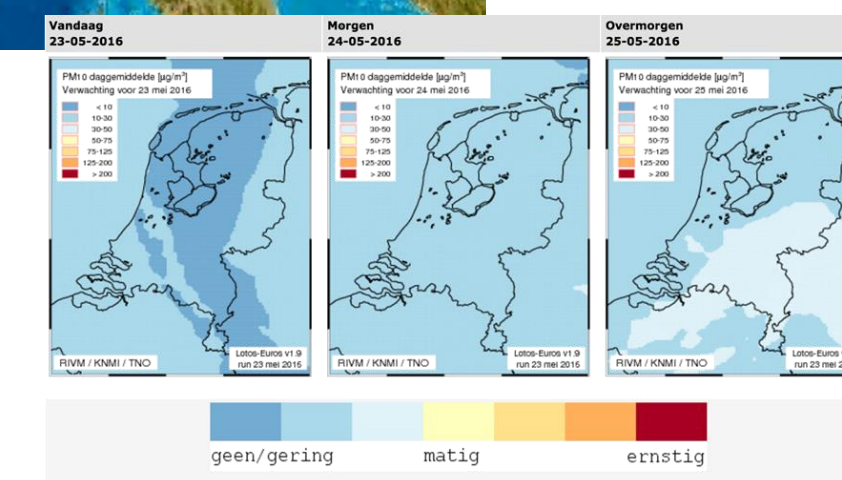 Vandaag
23-05-2016
Morgen
24-05-2016
Overmorgen
25-05-2016
PM10 daggemiddelde [µg/m³]
Verwachting voor 23 mei 2016
< 10
10-30
30-50
50-75
75-125
125-200
> 200
RIVM / KNMI / TNO
Lotos-Euros v1.9
run 23 mei 2016
PM10 daggemiddelde [µg/m³]
Verwachting voor 24 mei 2016
< 10
10-30
30-50
50-75
75-125
125-200
> 200
RIVM / KNMI / TNO
Lotos-Euros v1.9
run 23 mei 2016
PM10 daggemiddelde [µg/m³]
Verwachting voor 25 mei 2016
< 10
10-30
30-50
50-75
75-125
125-200
> 200
RIVM / KNMI / TNO
Lotos-Euros
run 23 mei 2
geen/gering
matig
ernstig